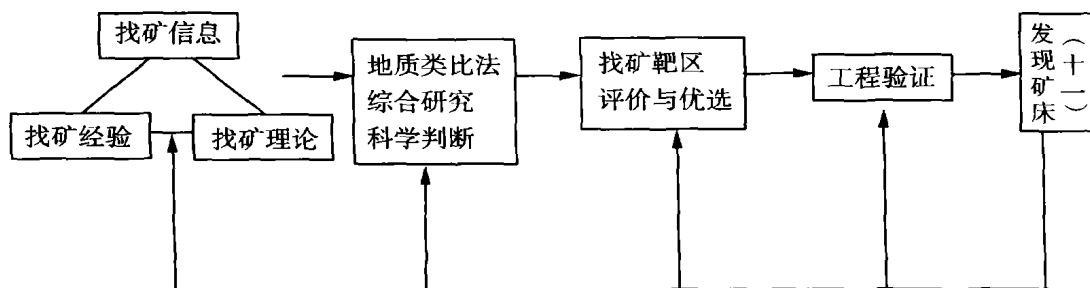 找矿信息
找矿经验
找矿理论
地质类比法
综合研究
科学判断
找矿靶区
评价与优选
工程验证
发现矿床
（十一）